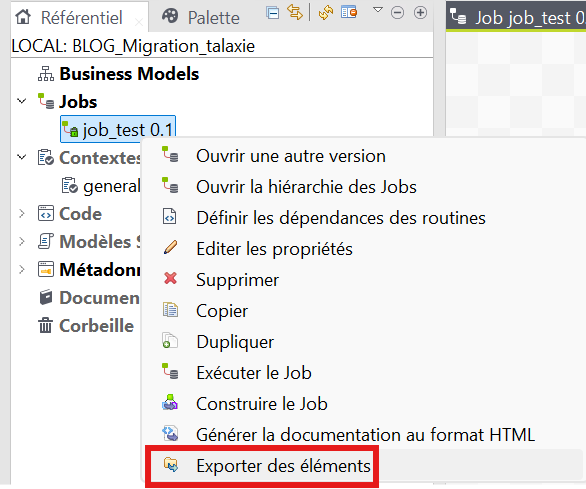 Référentiel
Palette
Job job_test 0.
LOCAL: BLOG_Migration_talaxie
Business Models
Jobs
job_test 0.1
Contextes
general
Code
Modèles S
Métadonn
Documen
Corbeille
Ouvrir une autre version
Ouvrir la hiérarchie des Jobs
Définir les dépendances des routines
Editer les propriétés
Supprimer
Copier
Dupliquer
Exécuter le Job
Construire le Job
Générer la documentation au format HTML
Exporter des éléments